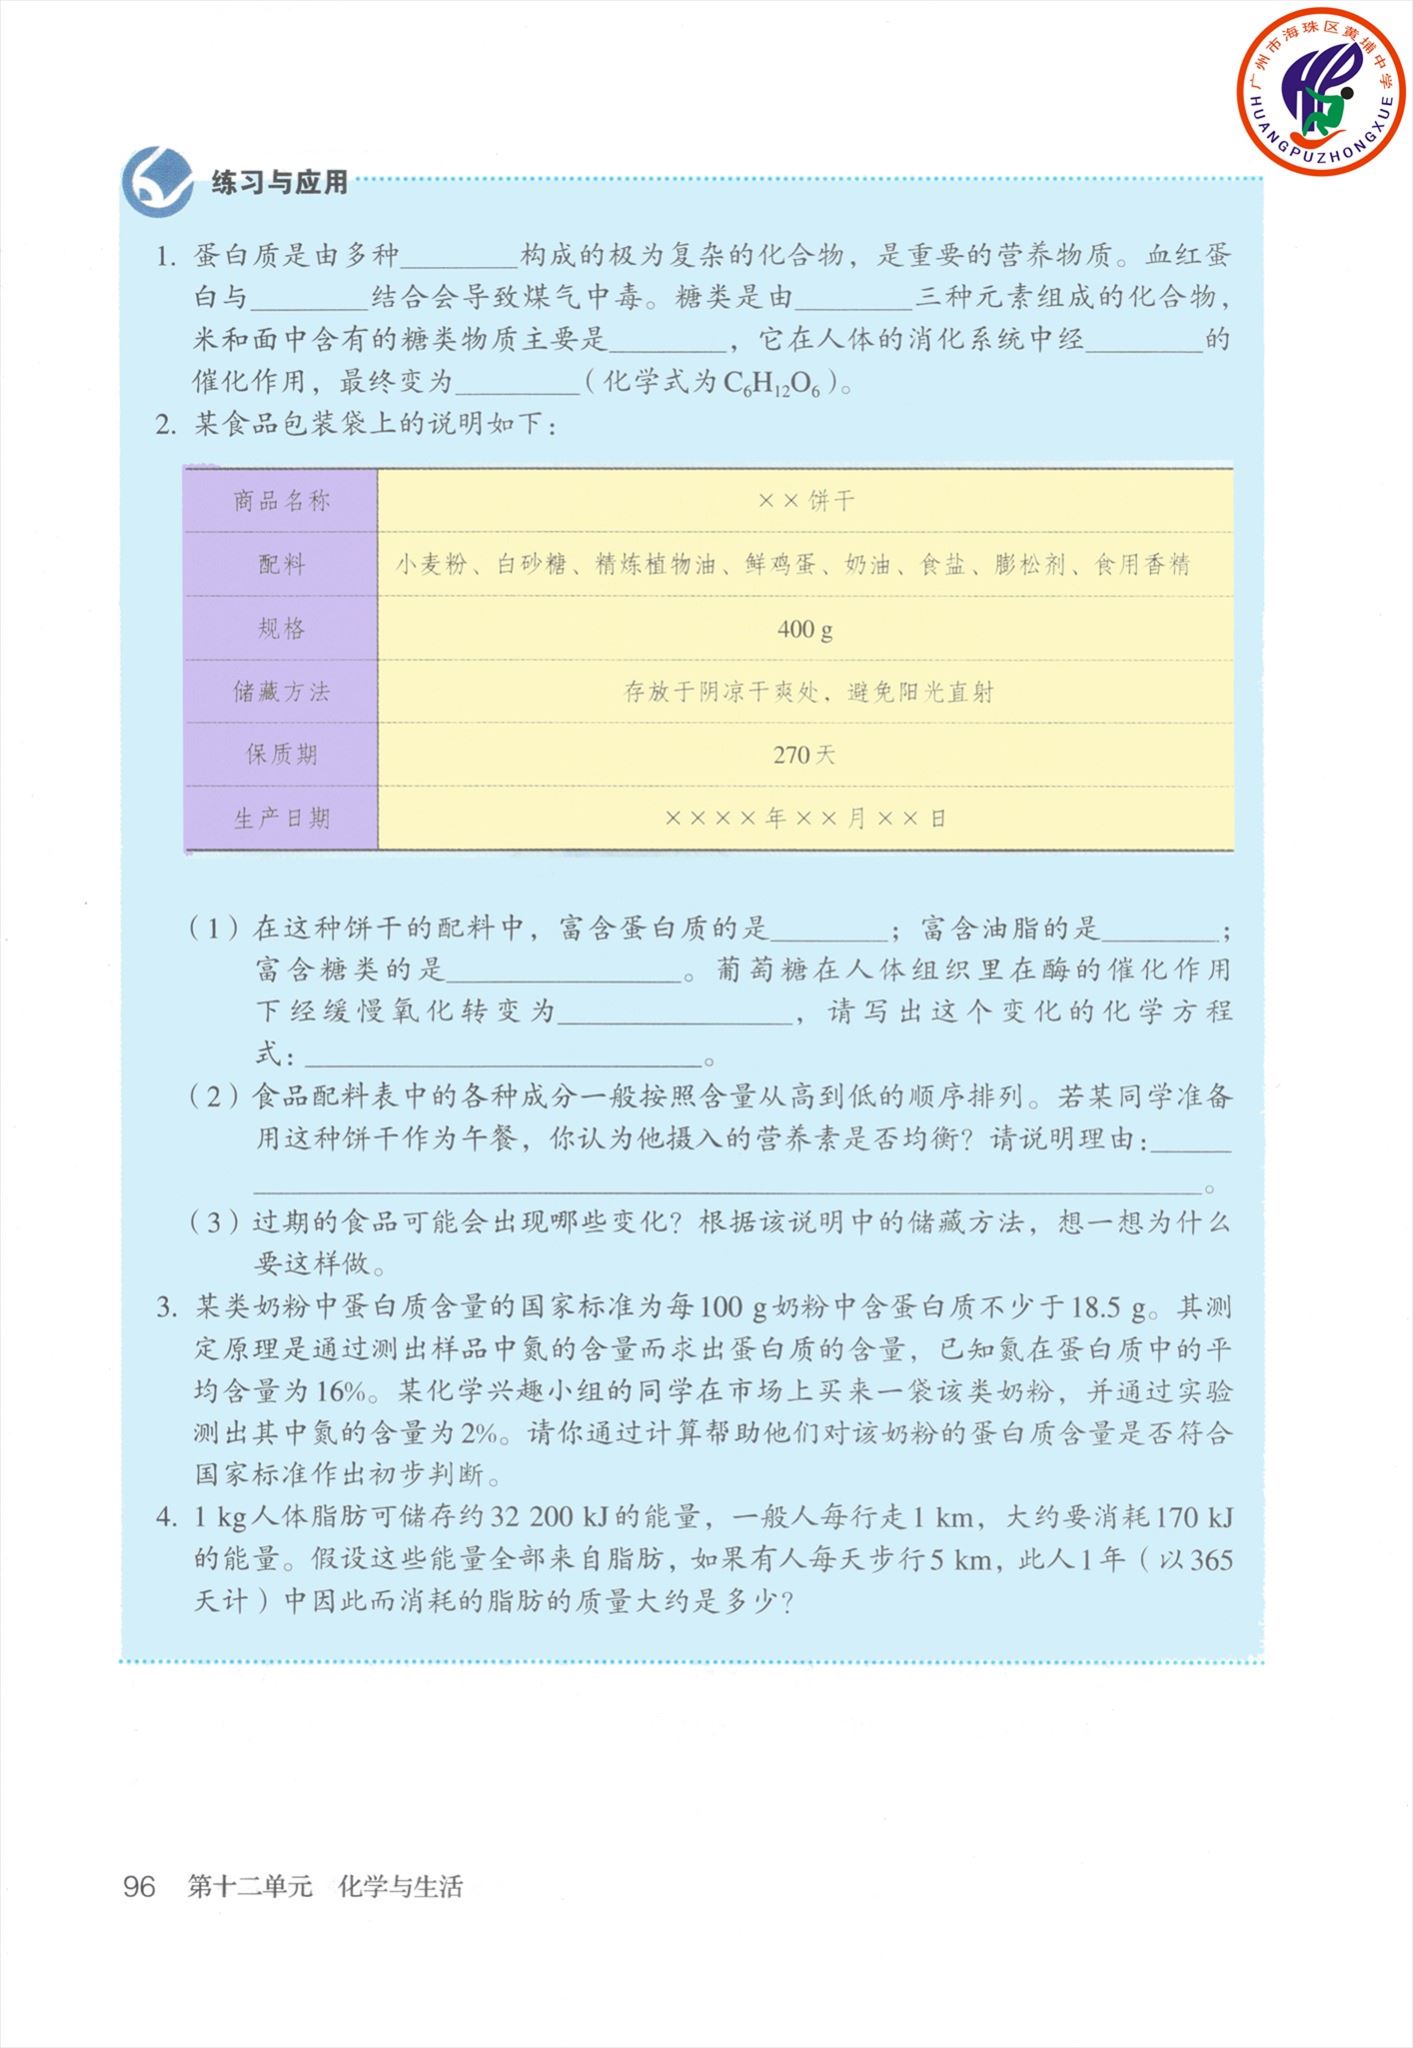 广州市海珠区黄埔中学
HUANGPUZHONGXUE
练习与应用
1. 蛋白质是由多种________构成的极为复杂的化合物，是重要的营养物质。血红蛋
白与________结合会导致煤气中毒。糖类是由________三种元素组成的化合物，
米和面中含有的糖类物质主要是________，它在人体的消化系统中经________的
催化作用，最终变为________（化学式为C₆H₁₂O₆）。
2. 某食品包装袋上的说明如下：
商品名称 ××饼干
配料 小麦粉、白砂糖、精炼植物油、鲜鸡蛋、奶油、食盐、膨松剂、食用香精
规格 400 g
储藏方法 存放于阴凉干爽处，避免阳光直射
保质期 270天
生产日期 ××××年××月××日
（1）在这种饼干的配料中，富含蛋白质的是________；富含油脂的是________；
富含糖类的是________________。葡萄糖在人体组织里在酶的催化作用
下经缓慢氧化转变为________________，请写出这个变化的化学方程
式：____________________________。
（2）食品配料表中的各种成分一般按照含量从高到低的顺序排列。若某同学准备
用这种饼干作为午餐，你认为他摄入的营养素是否均衡？请说明理由：______
____________________________________________________________________。
（3）过期的食品可能会出现哪些变化？根据该说明中的储藏方法，想一想为什么
要这样做。
3. 某类奶粉中蛋白质含量的国家标准为每100 g奶粉中含蛋白质不少于18.5 g。其测
定原理是通过测出样品中氮的含量而求出蛋白质的含量，已知氮在蛋白质中的平
均含量为16%。某化学兴趣小组的同学在市场上买来一袋该类奶粉，并通过实验
测出其中氮的含量为2%。请你通过计算帮助他们对该奶粉的蛋白质含量是否符合
国家标准作出初步判断。
4. 1 kg人体脂肪可储存约32 200 kJ的能量，一般人每行走1 km，大约要消耗170 kJ
的能量。假设这些能量全部来自脂肪，如果有人每天步行5 km，此人1年（以365
天计）中因此而消耗的脂肪的质量大约是多少？
96 第十二单元 化学与生活